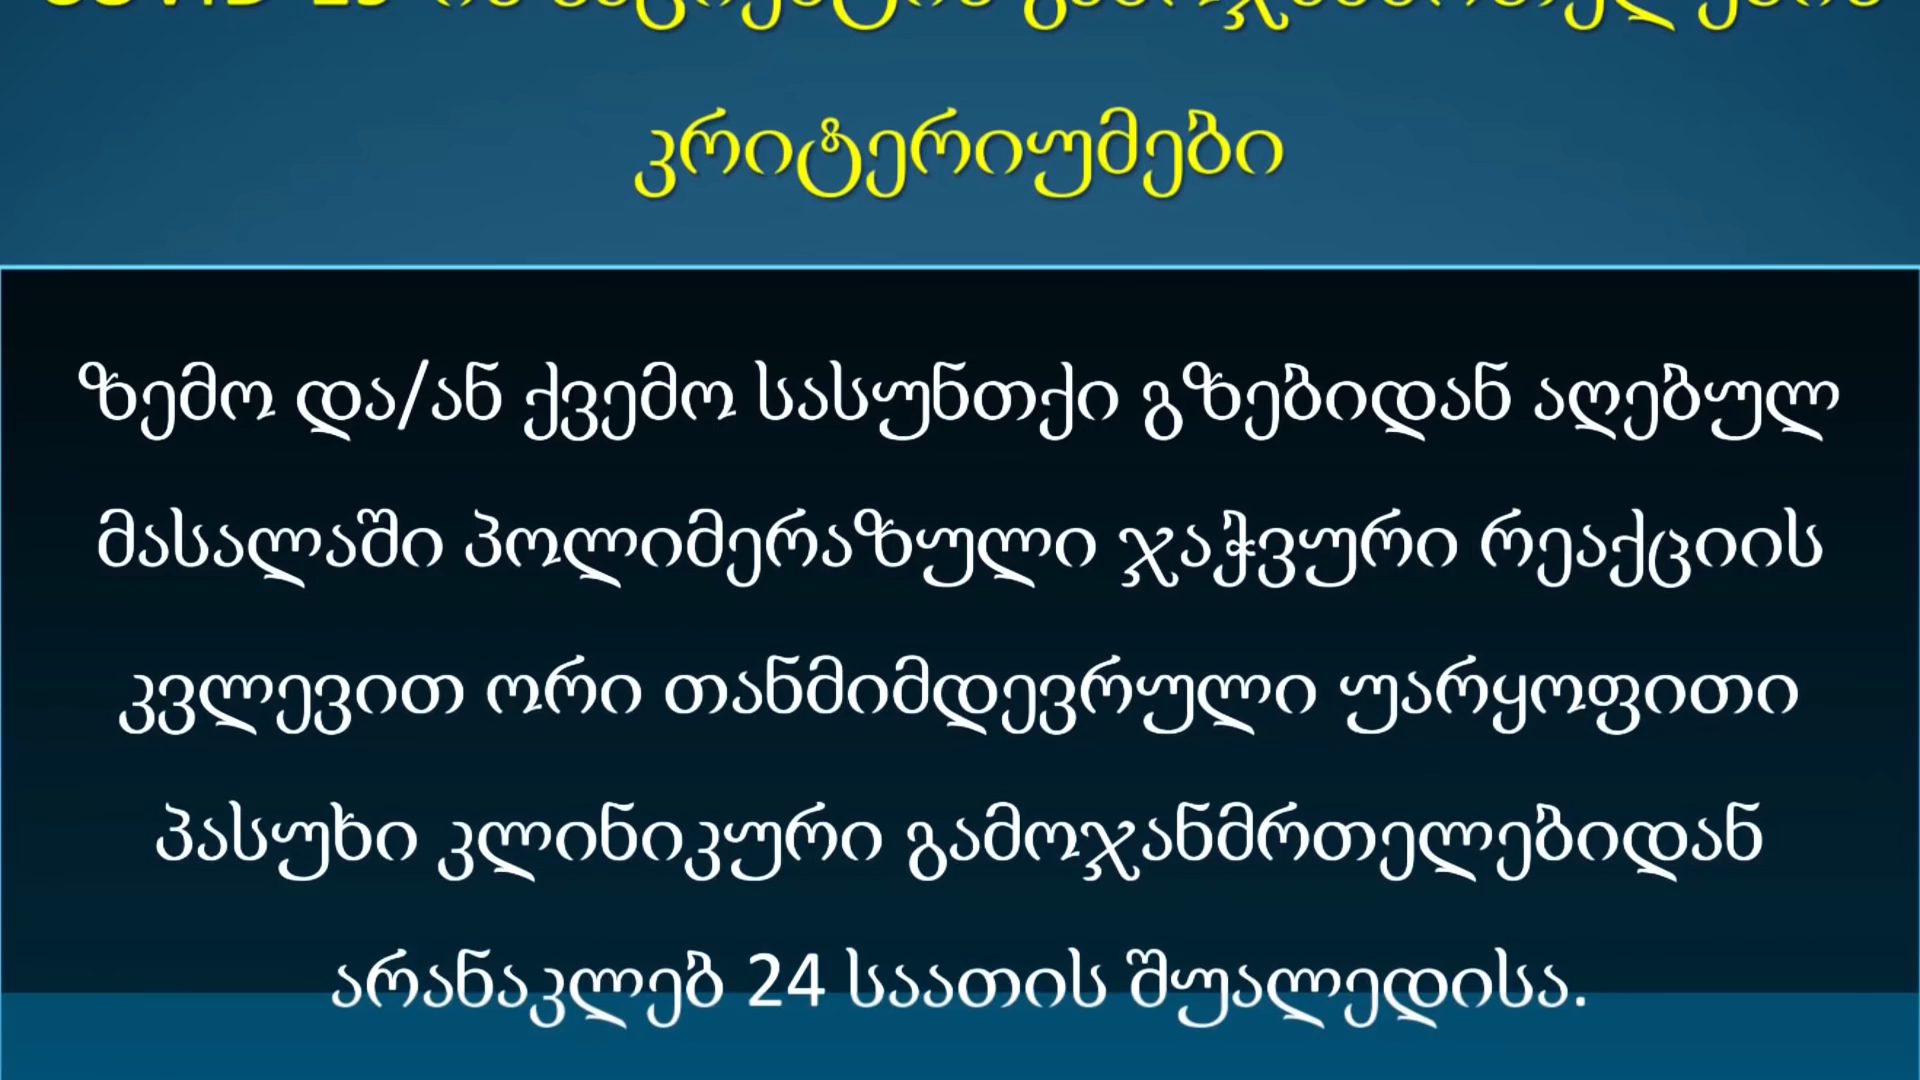 კრიტერიუმები
ზემო და/ან ქვემო სასუნთქი გზებიდან აღებულ
მასალაში პოლიმერაზული ჯაჭვური რეაქციის
კვლევით ორი თანმიმდევრული უარყოფითი
პასუხი კლინიკური გამოჯანმრთელებიდან
არანაკლებ 24 საათის შუალედისა.